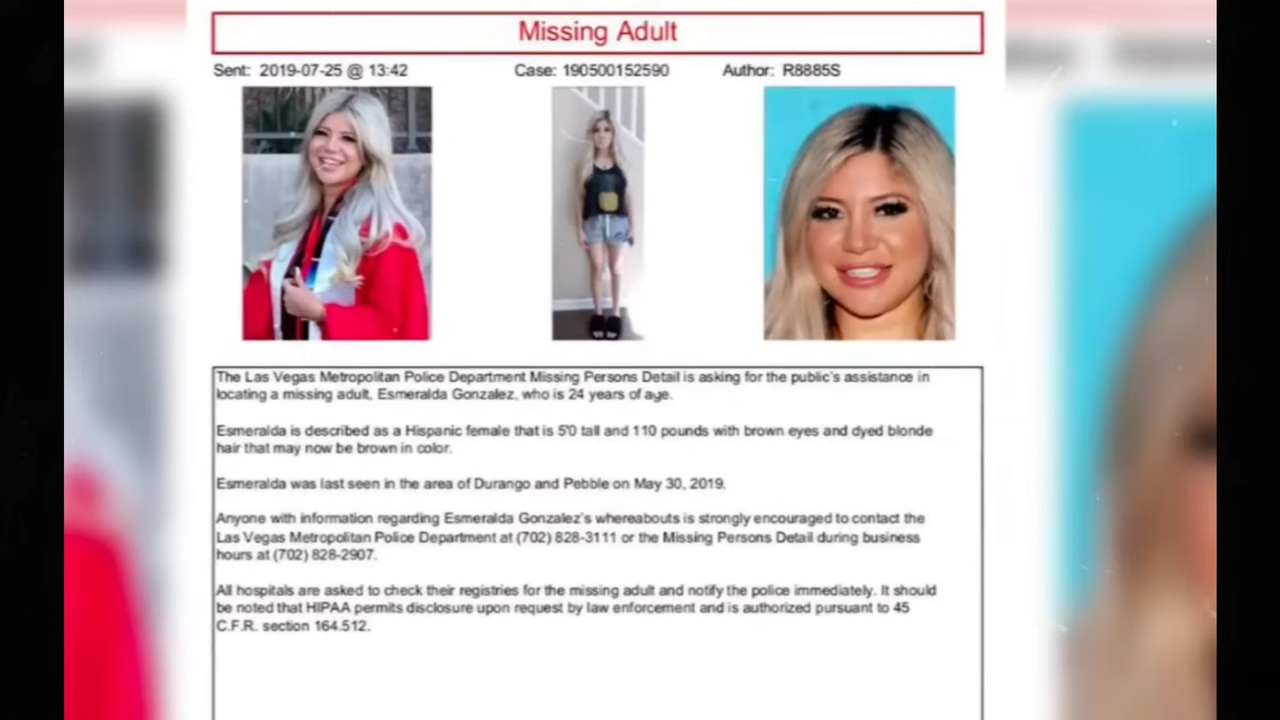 Missing Adult
Sent: 2019-07-25 @ 13:42 Case: 190500152590 Author: R8885S
The Las Vegas Metropolitan Police Department Missing Persons Detail is asking for the public's assistance in
locating a missing adult, Esmeralda Gonzalez, who is 24 years of age.
Esmeralda is described as a Hispanic female that is 5'0 tall and 110 pounds with brown eyes and dyed blonde
hair that may now be brown in color.
Esmeralda was last seen in the area of Durango and Pebble on May 30, 2019.
Anyone with information regarding Esmeralda Gonzalez's whereabouts is strongly encouraged to contact the
Las Vegas Metropolitan Police Department at (702) 828-3111 or the Missing Persons Detail during business
hours at (702) 828-2907.
All hospitals are asked to check their registries for the missing adult and notify the police immediately. It should
be noted that HIPAA permits disclosure upon request by law enforcement and is authorized pursuant to 45
C.F.R. section 164.512.